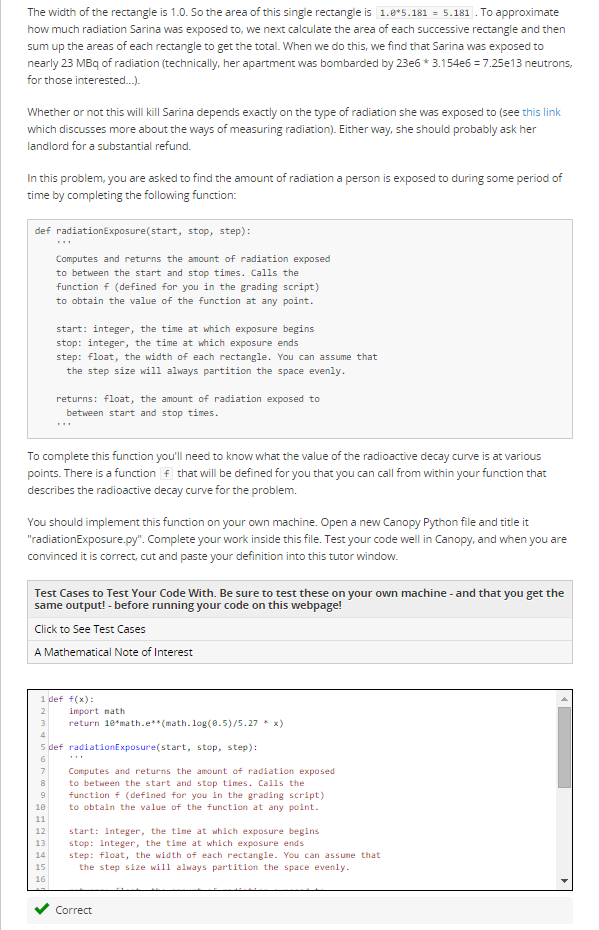 The width of the rectangle is 1.0. So the area of this single rectangle is 1.0*5.181 = 5.181 . To approximate
how much radiation Sarina was exposed to, we next calculate the area of each successive rectangle and then
sum up the areas of each rectangle to get the total. When we do this, we find that Sarina was exposed to
nearly 23 MBq of radiation (technically, her apartment was bombarded by 23e6 * 3.154e6 = 7.25e13 neutrons,
for those interested...).
Whether or not this will kill Sarina depends exactly on the type of radiation she was exposed to (see this link
which discusses more about the ways of measuring radiation). Either way, she should probably ask her
landlord for a substantial refund.
In this problem, you are asked to find the amount of radiation a person is exposed to during some period of
time by completing the following function:
def radiationExposure(start, stop, step):
'''
Computes and returns the amount of radiation exposed
to between the start and stop times. Calls the
function f (defined for you in the grading script)
to obtain the value of the function at any point.
start: integer, the time at which exposure begins
stop: integer, the time at which exposure ends
step: float, the width of each rectangle. You can assume that
the step size will always partition the space evenly.
returns: float, the amount of radiation exposed to
between start and stop times.
'''
To complete this function you'll need to know what the value of the radioactive decay curve is at various
points. There is a function f that will be defined for you that you can call from within your function that
describes the radioactive decay curve for the problem.
You should implement this function on your own machine. Open a new Canopy Python file and title it
"radiationExposure.py". Complete your work inside this file. Test your code well in Canopy, and when you are
convinced it is correct, cut and paste your definition into this tutor window.
Test Cases to Test Your Code With. Be sure to test these on your own machine - and that you get the
same output! - before running your code on this webpage!
Click to See Test Cases
A Mathematical Note of Interest
1 def f(x):
2 import math
3 return 10*math.e**(math.log(0.5)/5.27 * x)
4
5 def radiationExposure(start, stop, step):
6 '''
7 Computes and returns the amount of radiation exposed
8 to between the start and stop times. Calls the
9 function f (defined for you in the grading script)
10 to obtain the value of the function at any point.
11
12 start: integer, the time at which exposure begins
13 stop: integer, the time at which exposure ends
14 step: float, the width of each rectangle. You can assume that
15 the step size will always partition the space evenly.
16
Correct